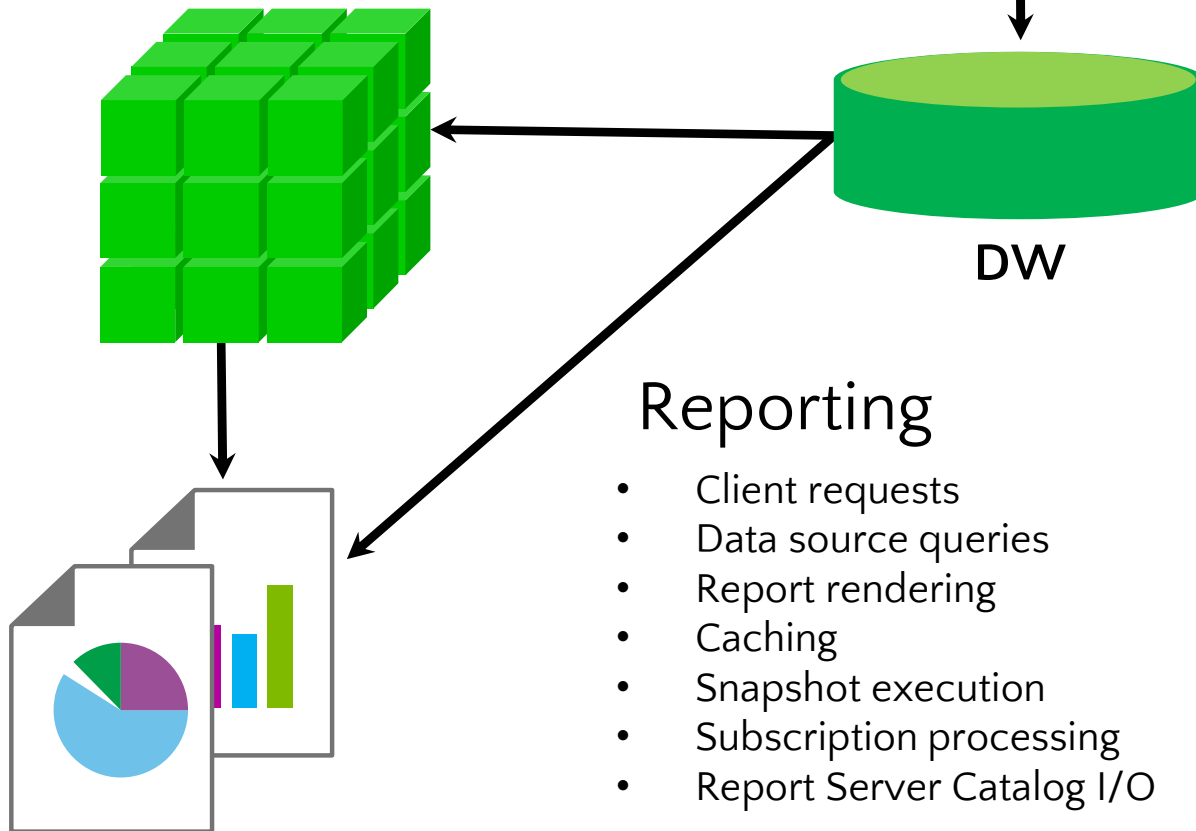 DW
Reporting
• Client requests
• Data source queries
• Report rendering
• Caching
• Snapshot execution
• Subscription processing
• Report Server Catalog I/O